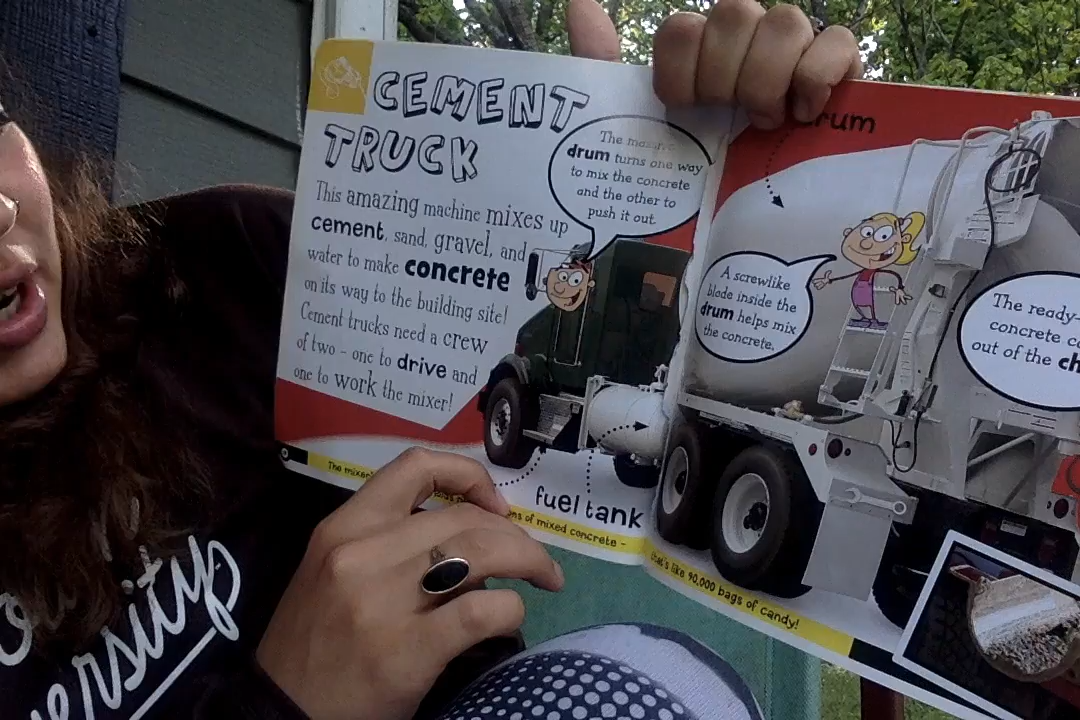 CEMENT
TRUCK
This amazing machine mixes up
cement, sand, gravel, and
water to make concrete
on its way to the building site!
Cement trucks need a crew
of two - one to drive and
one to work the mixer!
The massive
drum turns one way
to mix the concrete
and the other to
push it out.
drum
A screwlike
blade inside the
drum helps mix
the concrete.
The ready-
concrete
out of the
fuel tank
The mixer
of mixed concrete -
that's like 90,000 bags of candy!
ersity